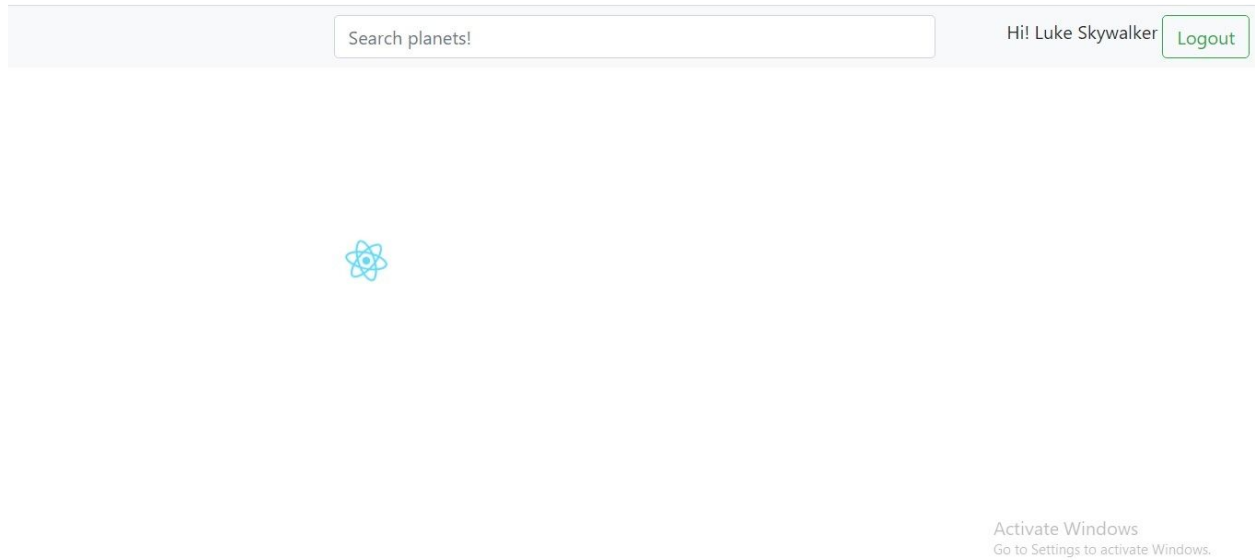 Search planets!
Hi! Luke Skywalker
Logout
Activate Windows
Go to Settings to activate Windows.